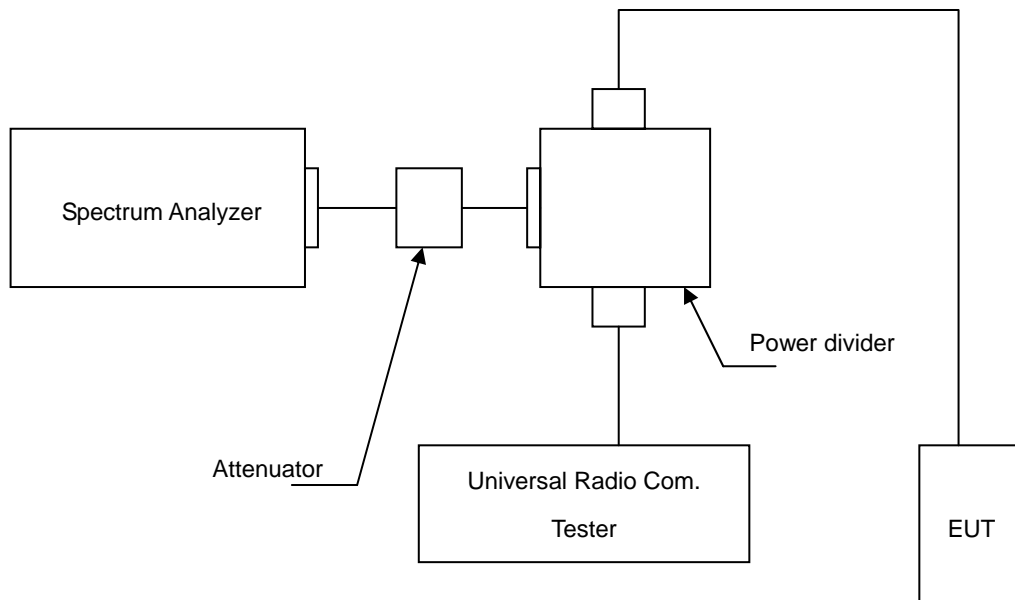 Spectrum Analyzer
Power divider
Attenuator
Universal Radio Com.
Tester
EUT